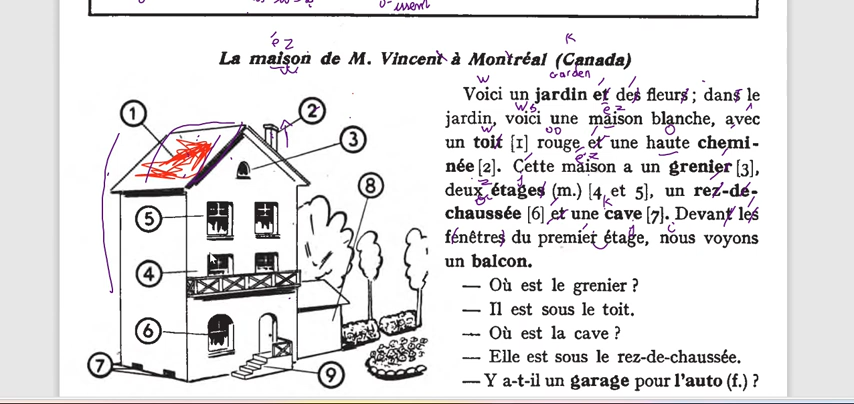 La maison de M. Vincent à Montréal (Canada)
é z
K
garden
Voici un jardin et des fleurs ; dans le
jardin, voici une maison blanche, avec
un toit [1] rouge et une haute chemi-
née [2]. Cette maison a un grenier [3],
deux étages (m.) [4 et 5], un rez-de-
chaussée [6] et une cave [7]. Devant les
fenêtres du premier étage, nous voyons
un balcon.
— Où est le grenier ?
— Il est sous le toit.
— Où est la cave ?
— Elle est sous le rez-de-chaussée.
— Y a-t-il un garage pour l'auto (f.) ?
1
2
3
8
5
4
6
7
9